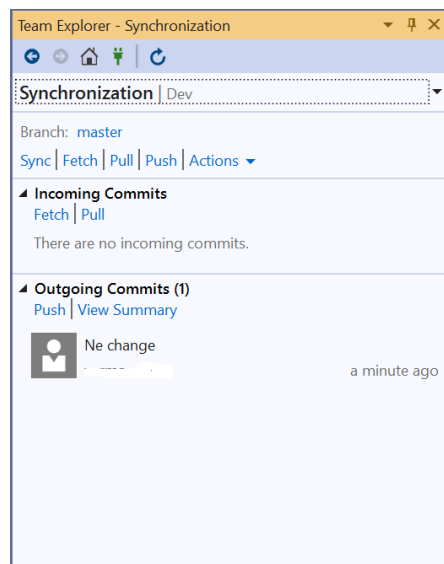 Team Explorer - Synchronization
Synchronization | Dev
Branch: master
Sync | Fetch | Pull | Push | Actions
Incoming Commits
Fetch | Pull
There are no incoming commits.
Outgoing Commits (1)
Push | View Summary
Ne change
a minute ago